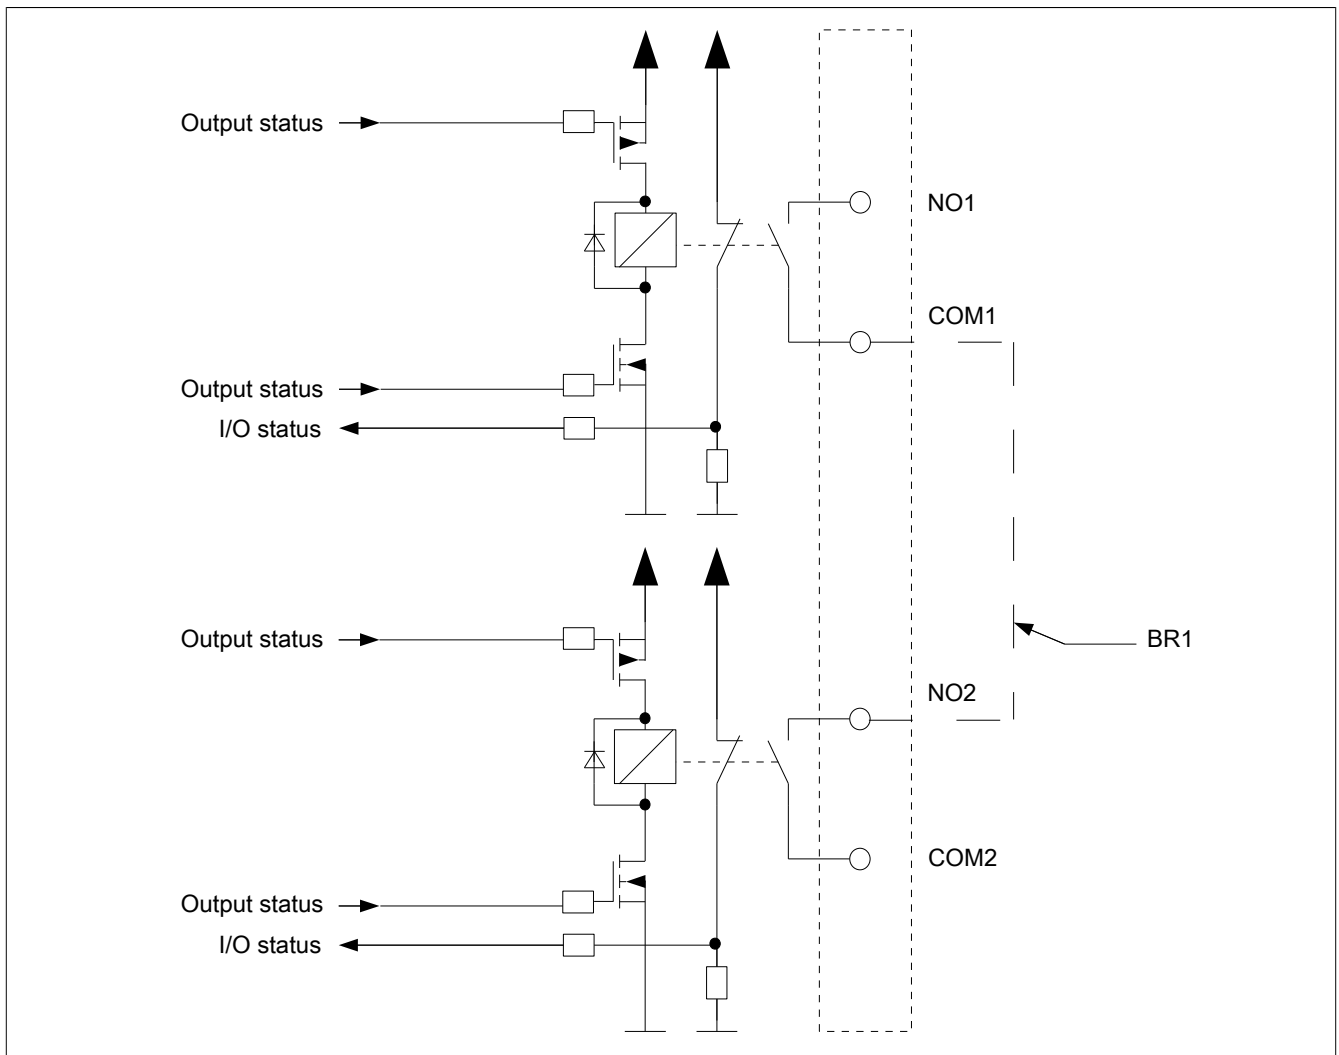 Output status
NO1
COM1
Output status
I/O status
Output status
BR1
NO2
COM2
Output status
I/O status